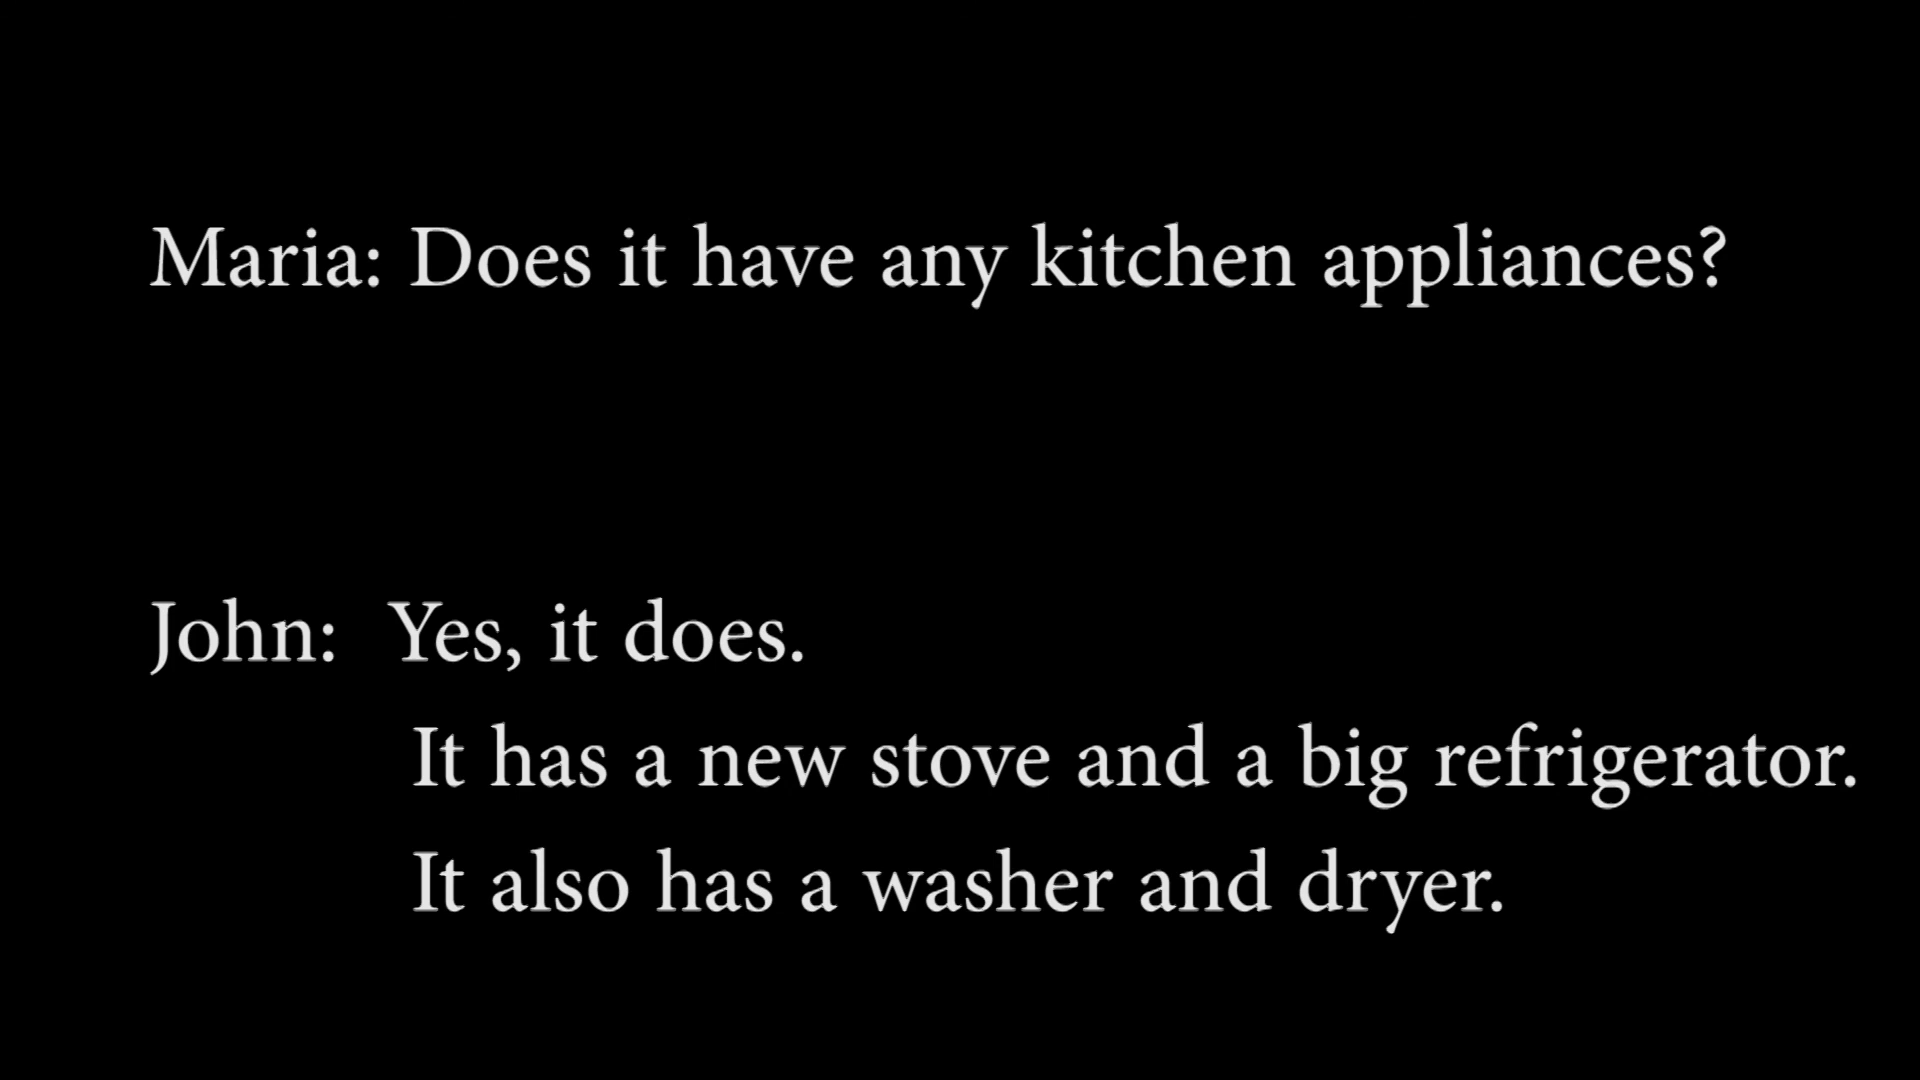 Maria: Does it have any kitchen appliances?
John: Yes, it does.
It has a new stove and a big refrigerator.
It also has a washer and dryer.